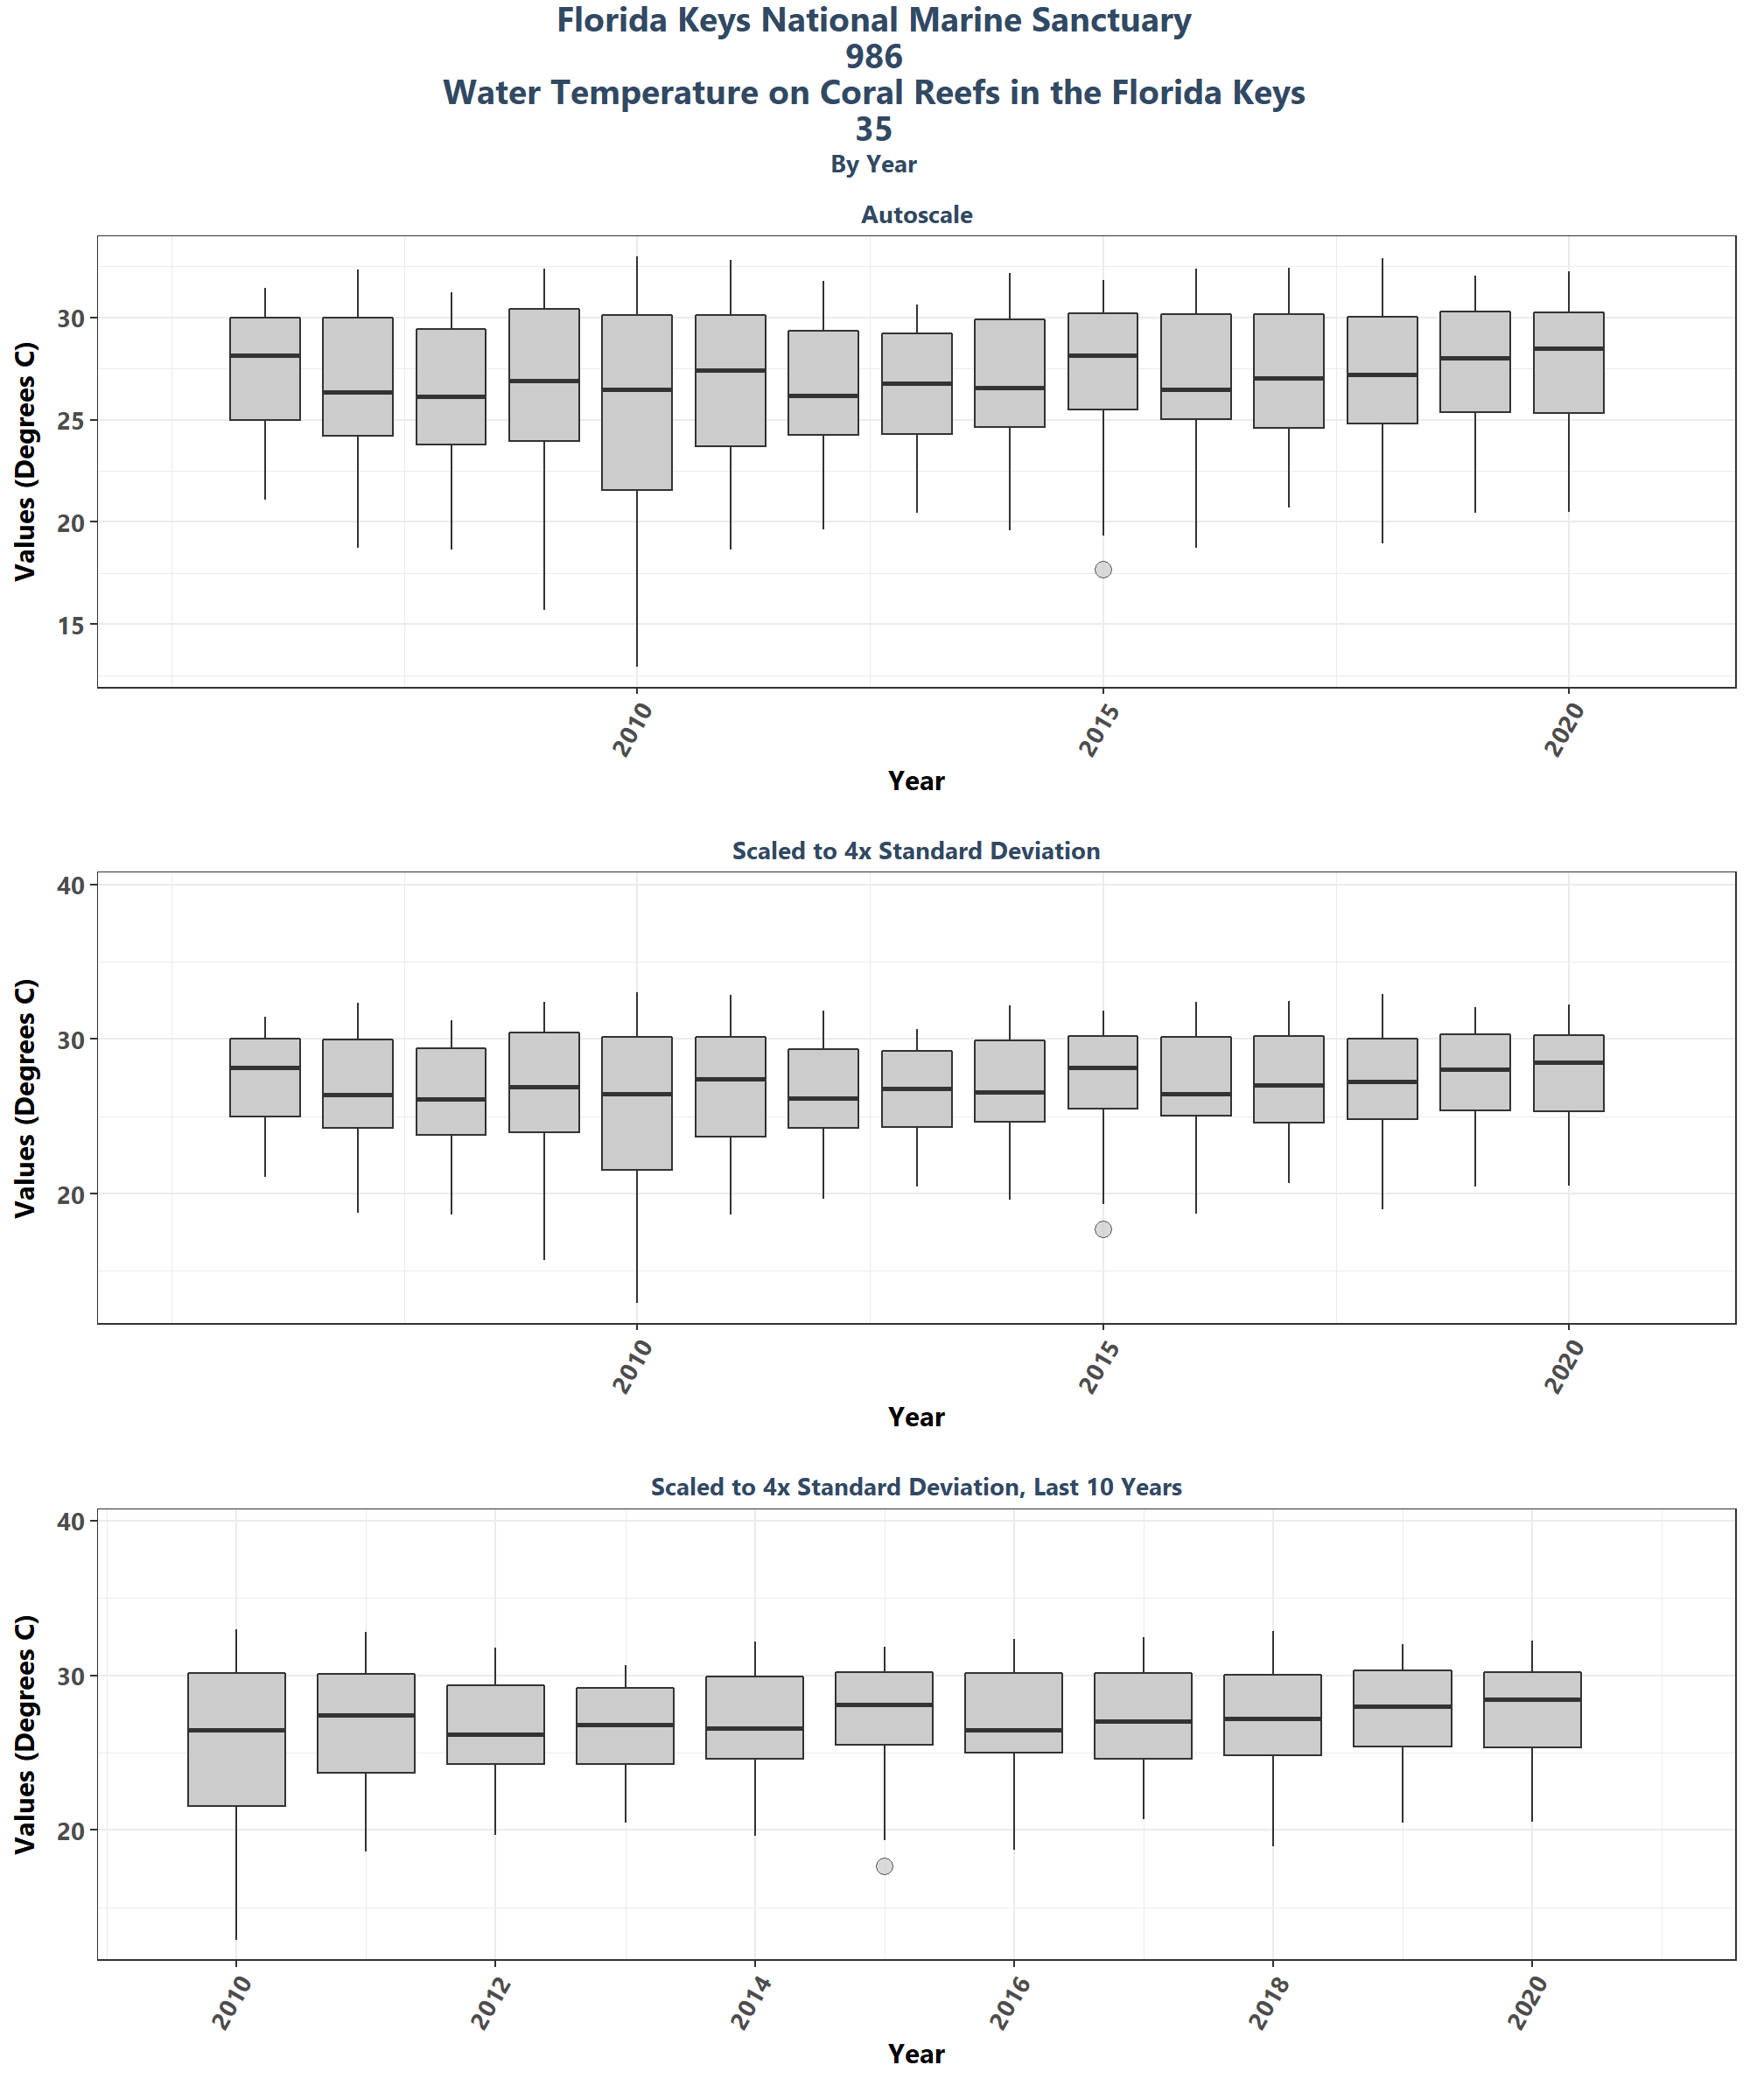 Florida Keys National Marine Sanctuary
986
Water Temperature on Coral Reefs in the Florida Keys
35
By Year
Autoscale
Values (Degrees C)
30
25
20
15
2010
2015
2020
Year
Scaled to 4x Standard Deviation
Values (Degrees C)
40
30
20
2010
2015
2020
Year
Scaled to 4x Standard Deviation, Last 10 Years
Values (Degrees C)
40
30
20
2010
2012
2014
2016
2018
2020
Year